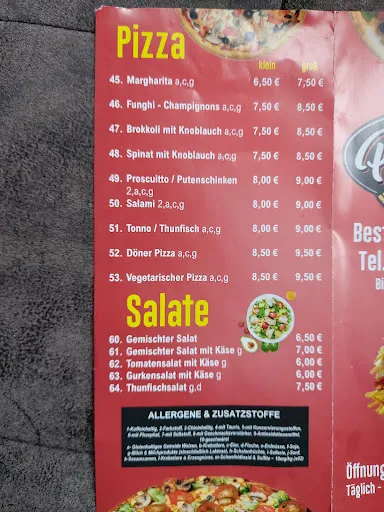 Pizza
klein groß
45. Margharita a,c,g 6,50 € 7,50 €
46. Funghi - Champignons a,c,g 7,50 € 8,50 €
47. Brokkoli mit Knoblauch a,c,g 7,50 € 8,50 €
48. Spinat mit Knoblauch a,c,g 7,50 € 8,50 €
49. Proscuitto / Putenschinken 8,00 € 9,00 €
2,a,c,g
50. Salami 2,a,c,g 8,00 € 9,00 €
51. Tonno / Thunfisch a,c,g 8,00 € 9,00 €
52. Döner Pizza a,c,g 8,50 € 9,50 €
53. Vegetarischer Pizza a,c,g 8,50 € 9,50 €
Salate
60. Gemischter Salat 6,50 €
61. Gemischter Salat mit Käse g 7,00 €
62. Tomatensalat mit Käse g 6,00 €
63. Gurkensalat mit Käse g 6,00 €
64. Thunfischsalat g,d 7,50 €
ALLERGENE & ZUSATZSTOFFE
Best
Tel.
Bi
Öffnung
Täglich -